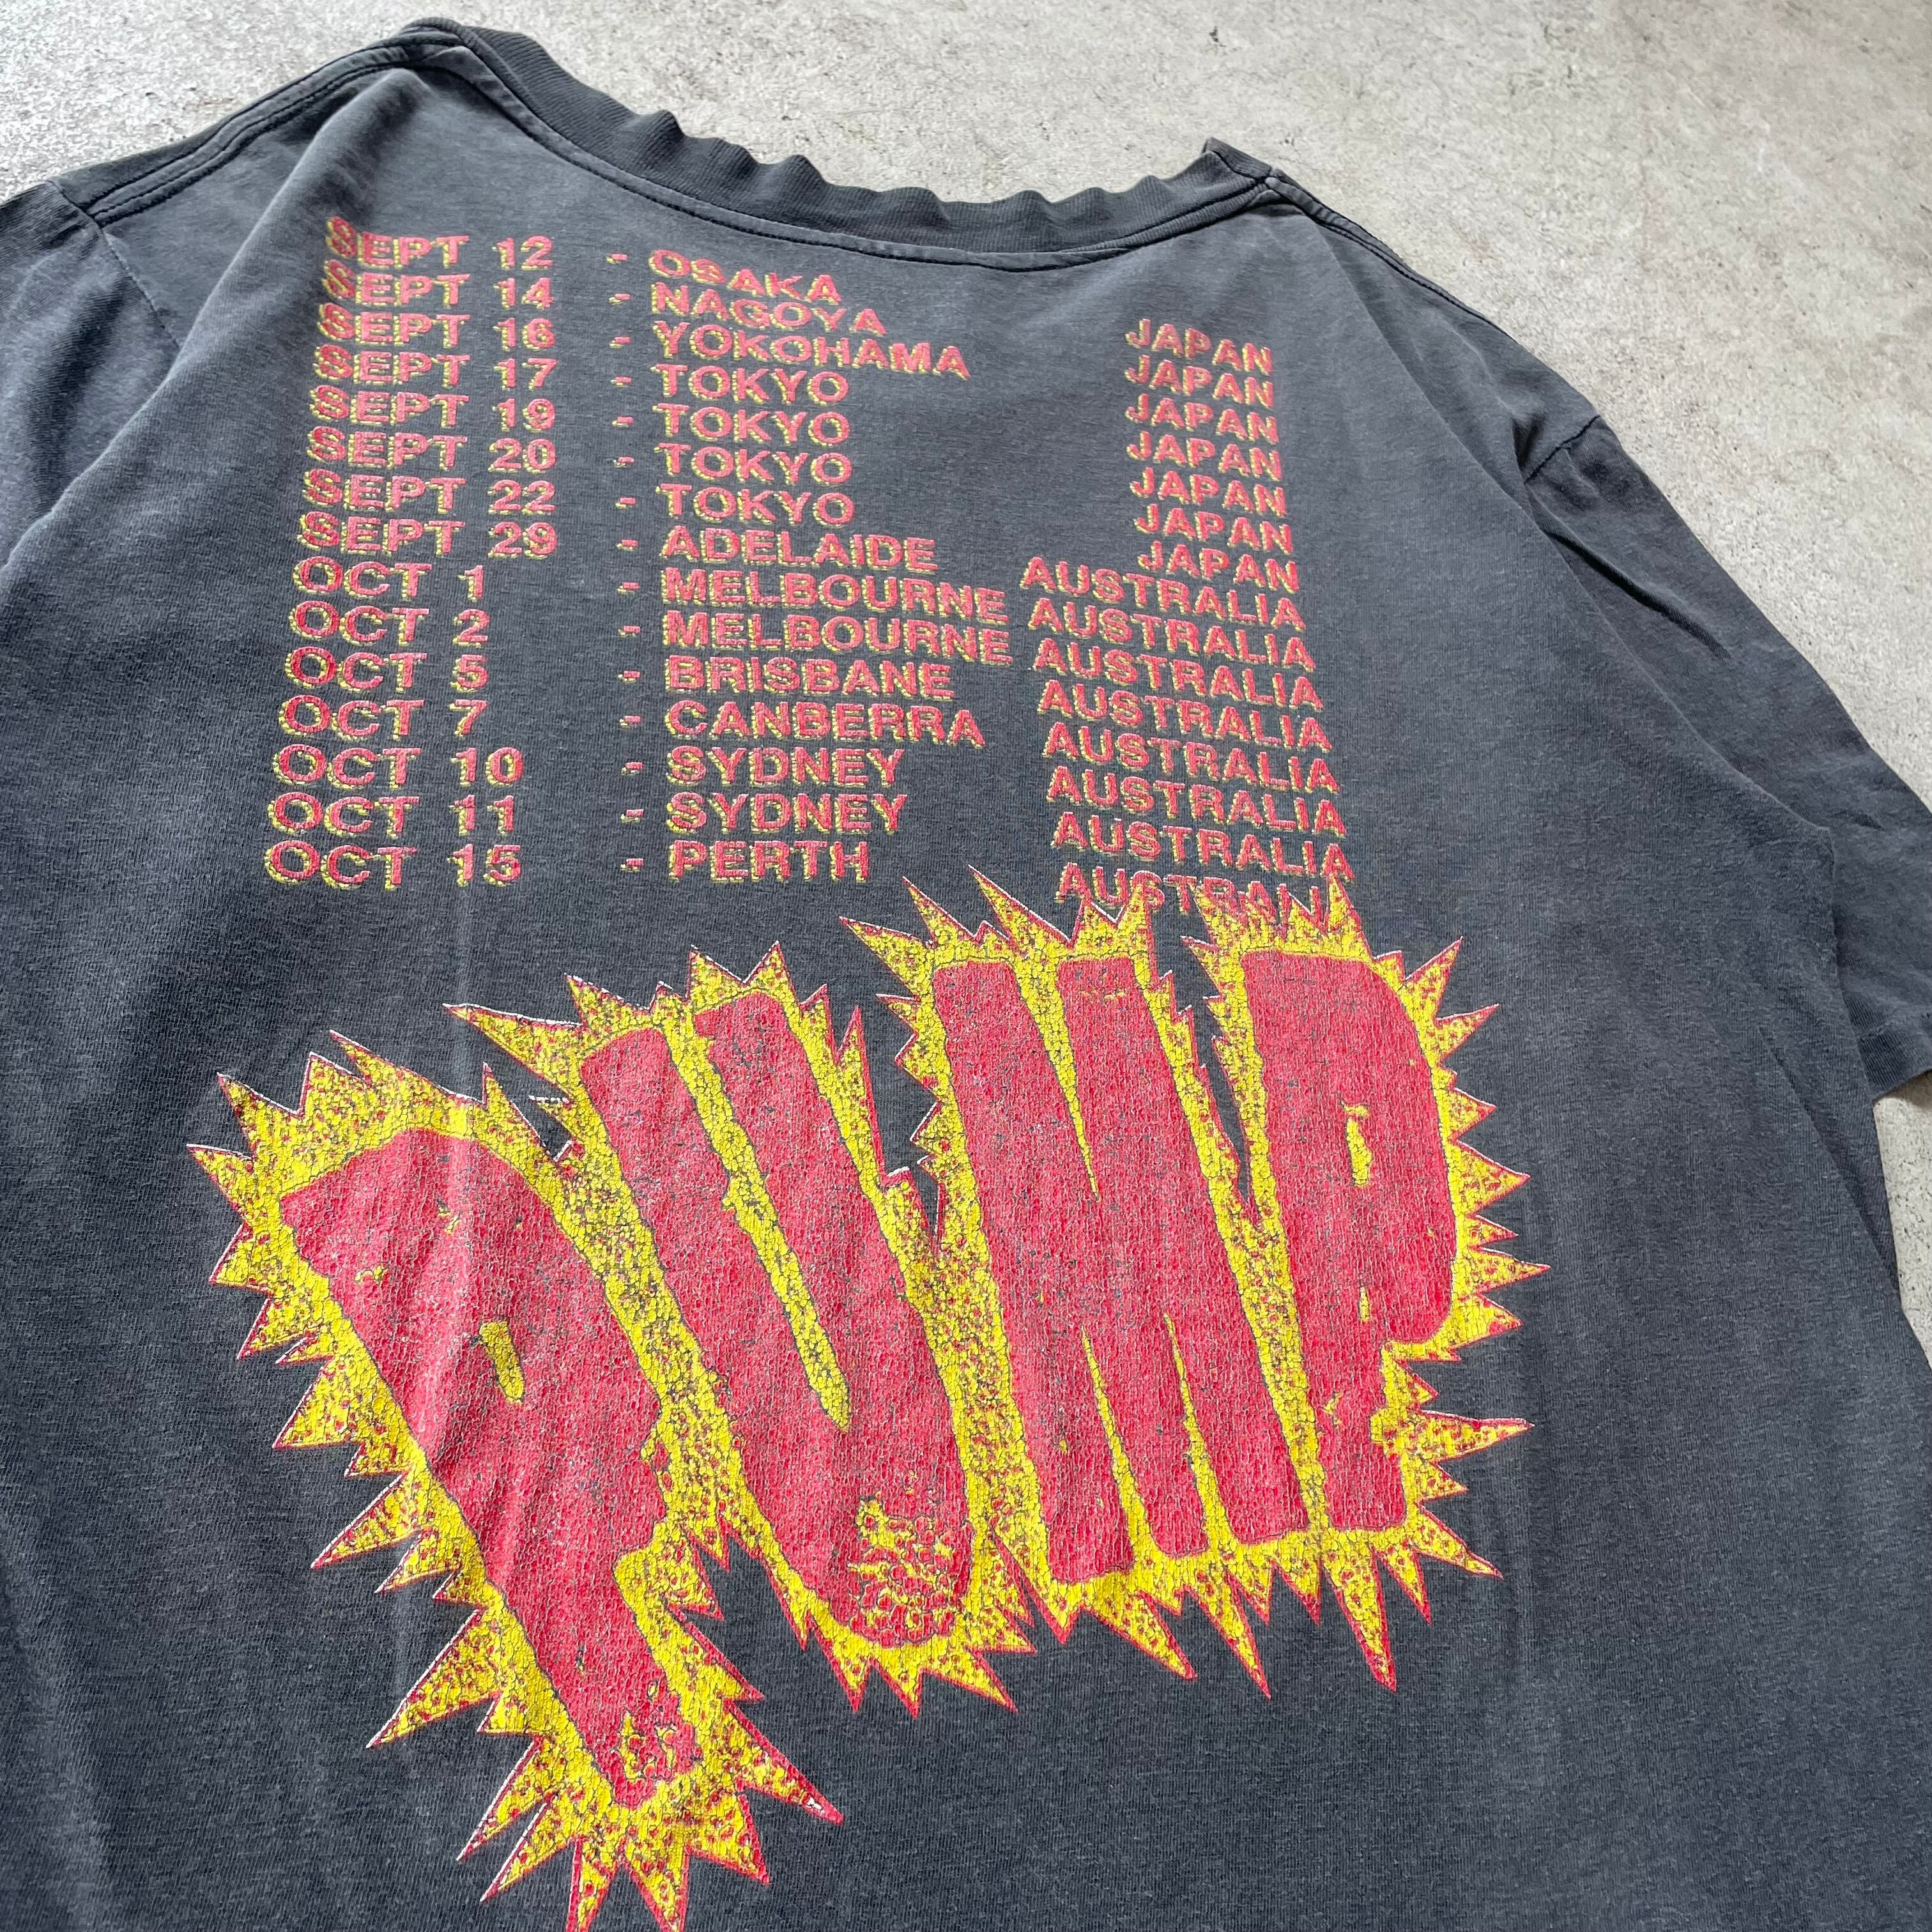 SEPT 12 - OSAKA JAPAN
SEPT 14 - NAGOYA JAPAN
SEPT 16 - YOKOHAMA JAPAN
SEPT 17 - TOKYO JAPAN
SEPT 19 - TOKYO JAPAN
SEPT 20 - TOKYO JAPAN
SEPT 22 - TOKYO JAPAN
SEPT 29 - ADELAIDE AUSTRALIA
OCT 1 - MELBOURNE AUSTRALIA
OCT 2 - MELBOURNE AUSTRALIA
OCT 5 - BRISBANE AUSTRALIA
OCT 7 - CANBERRA AUSTRALIA
OCT 10 - SYDNEY AUSTRALIA
OCT 11 - SYDNEY AUSTRALIA
OCT 15 - PERTH AUSTRALIA
PUMP